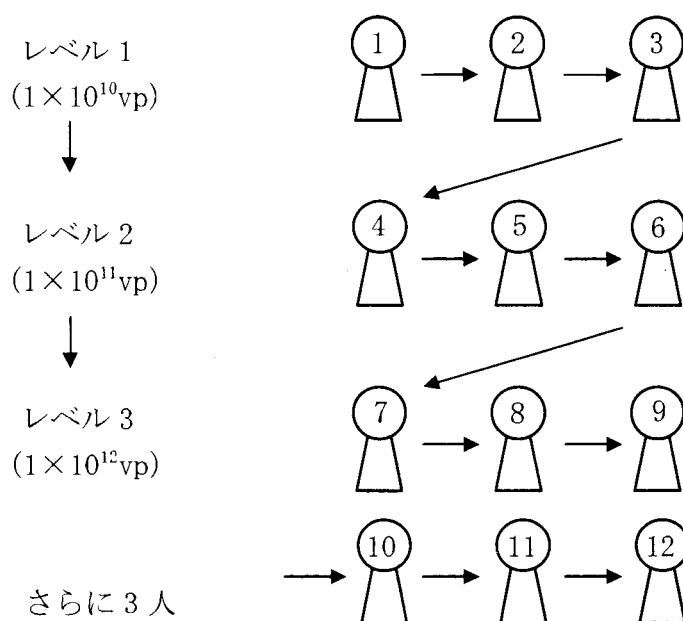 レベル 1
(1×10¹⁰vp)
1 2 3
レベル 2
(1×10¹¹vp)
4 5 6
レベル 3
(1×10¹²vp)
7 8 9
10 11 12
さらに 3 人